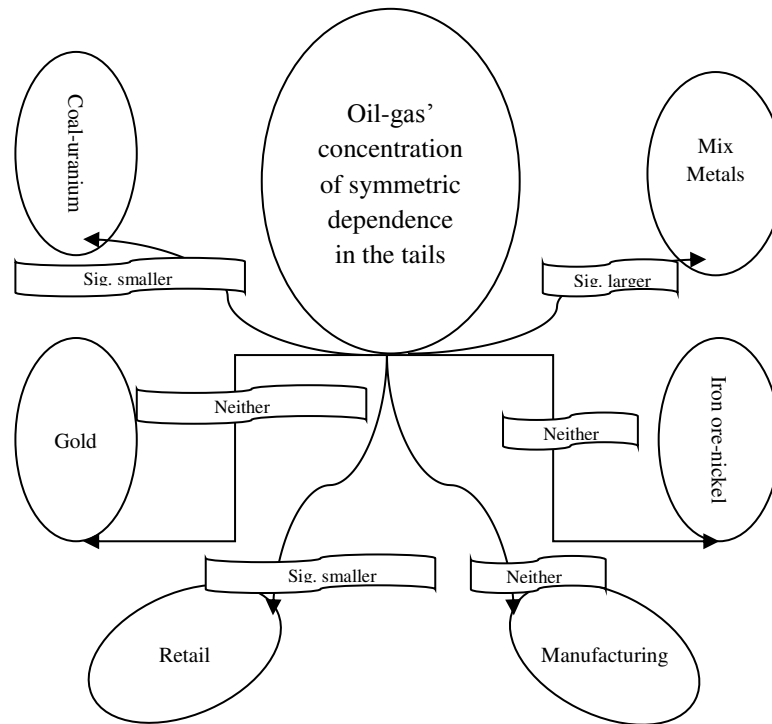 Oil-gas’
concentration
of symmetric
dependence
in the tails
Coal-uranium
Mix
Metals
Sig. smaller
Sig. larger
Gold
Neither
Neither
Iron ore-nickel
Sig. smaller
Neither
Retail
Manufacturing